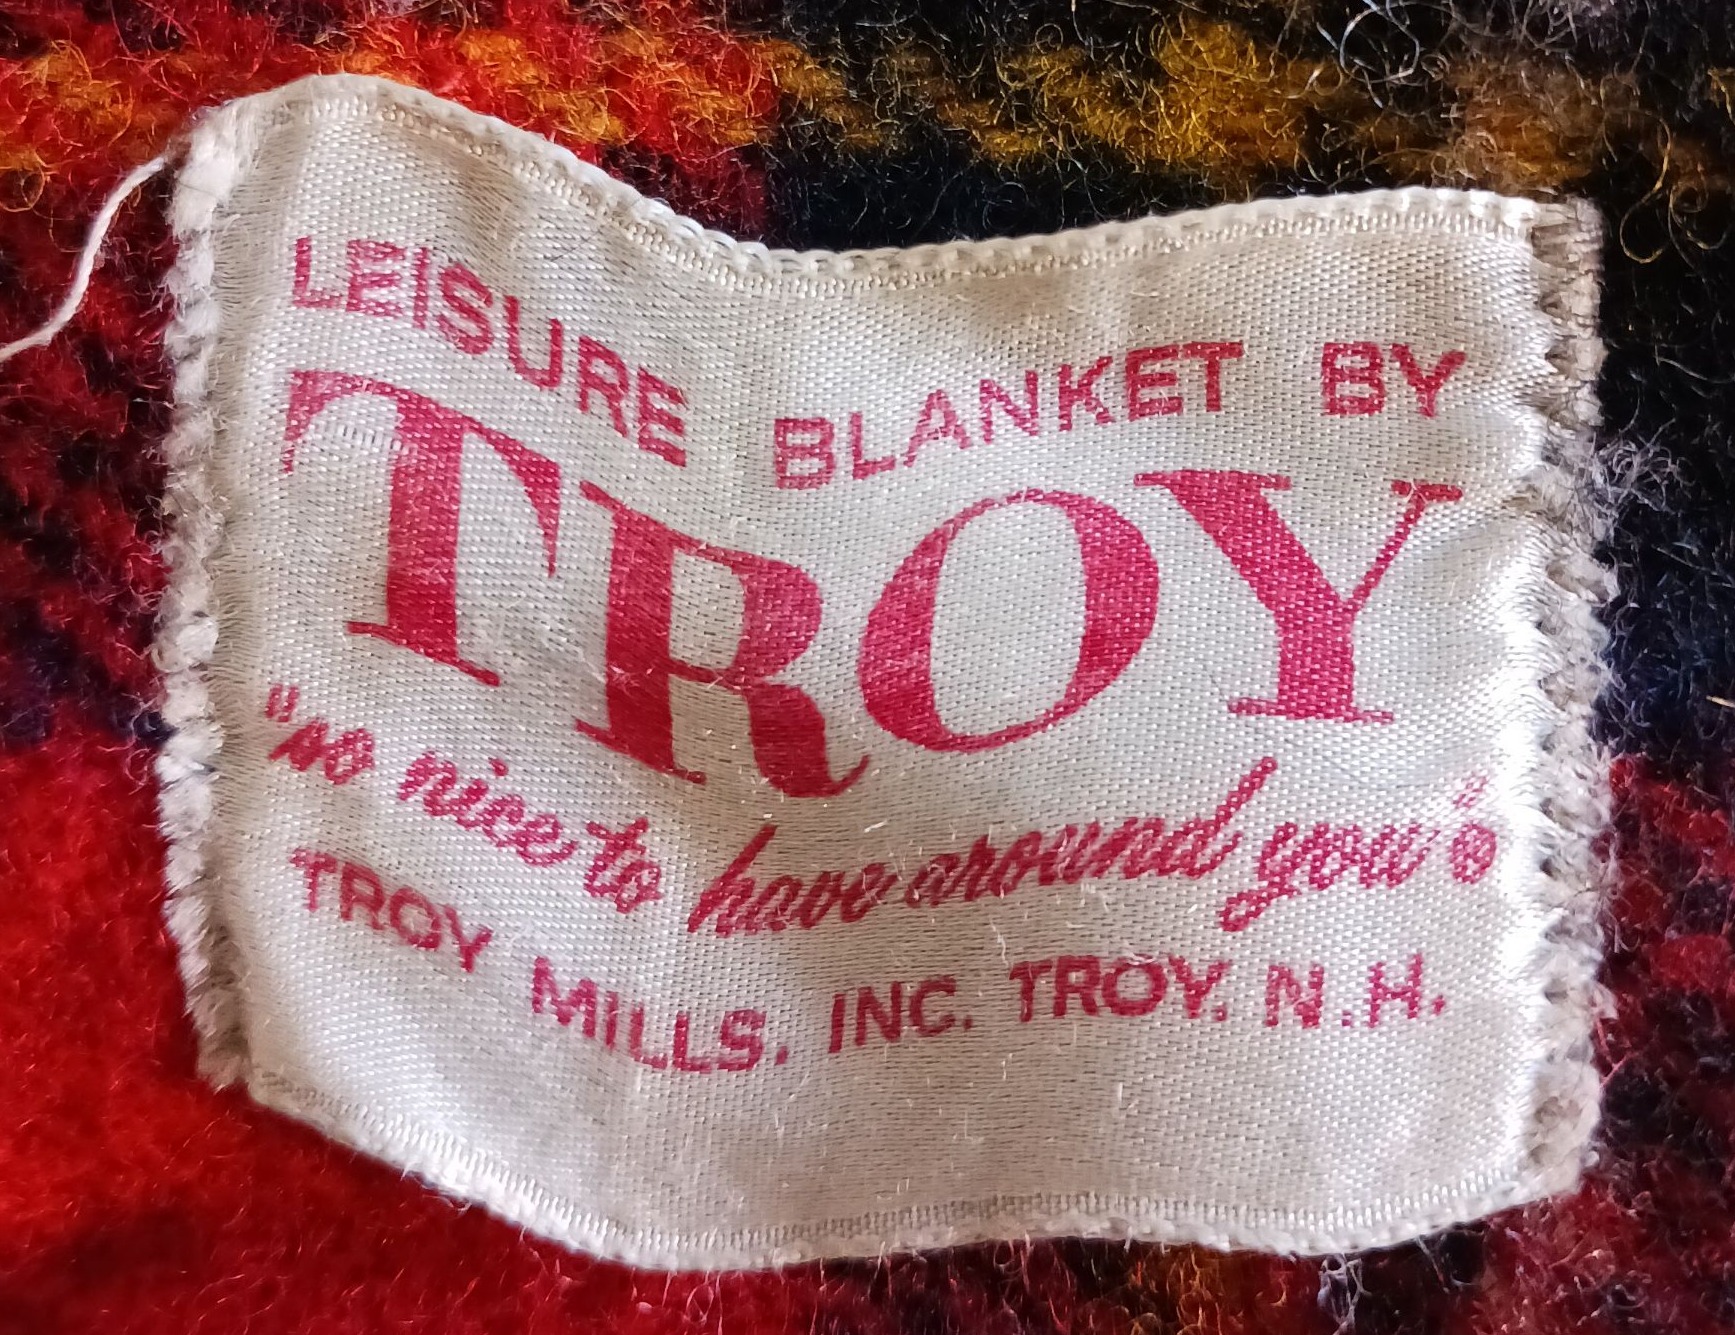 LEISURE BLANKET BY
TROY
"so nice to have around you"®
TROY MILLS, INC. TROY, N.H.